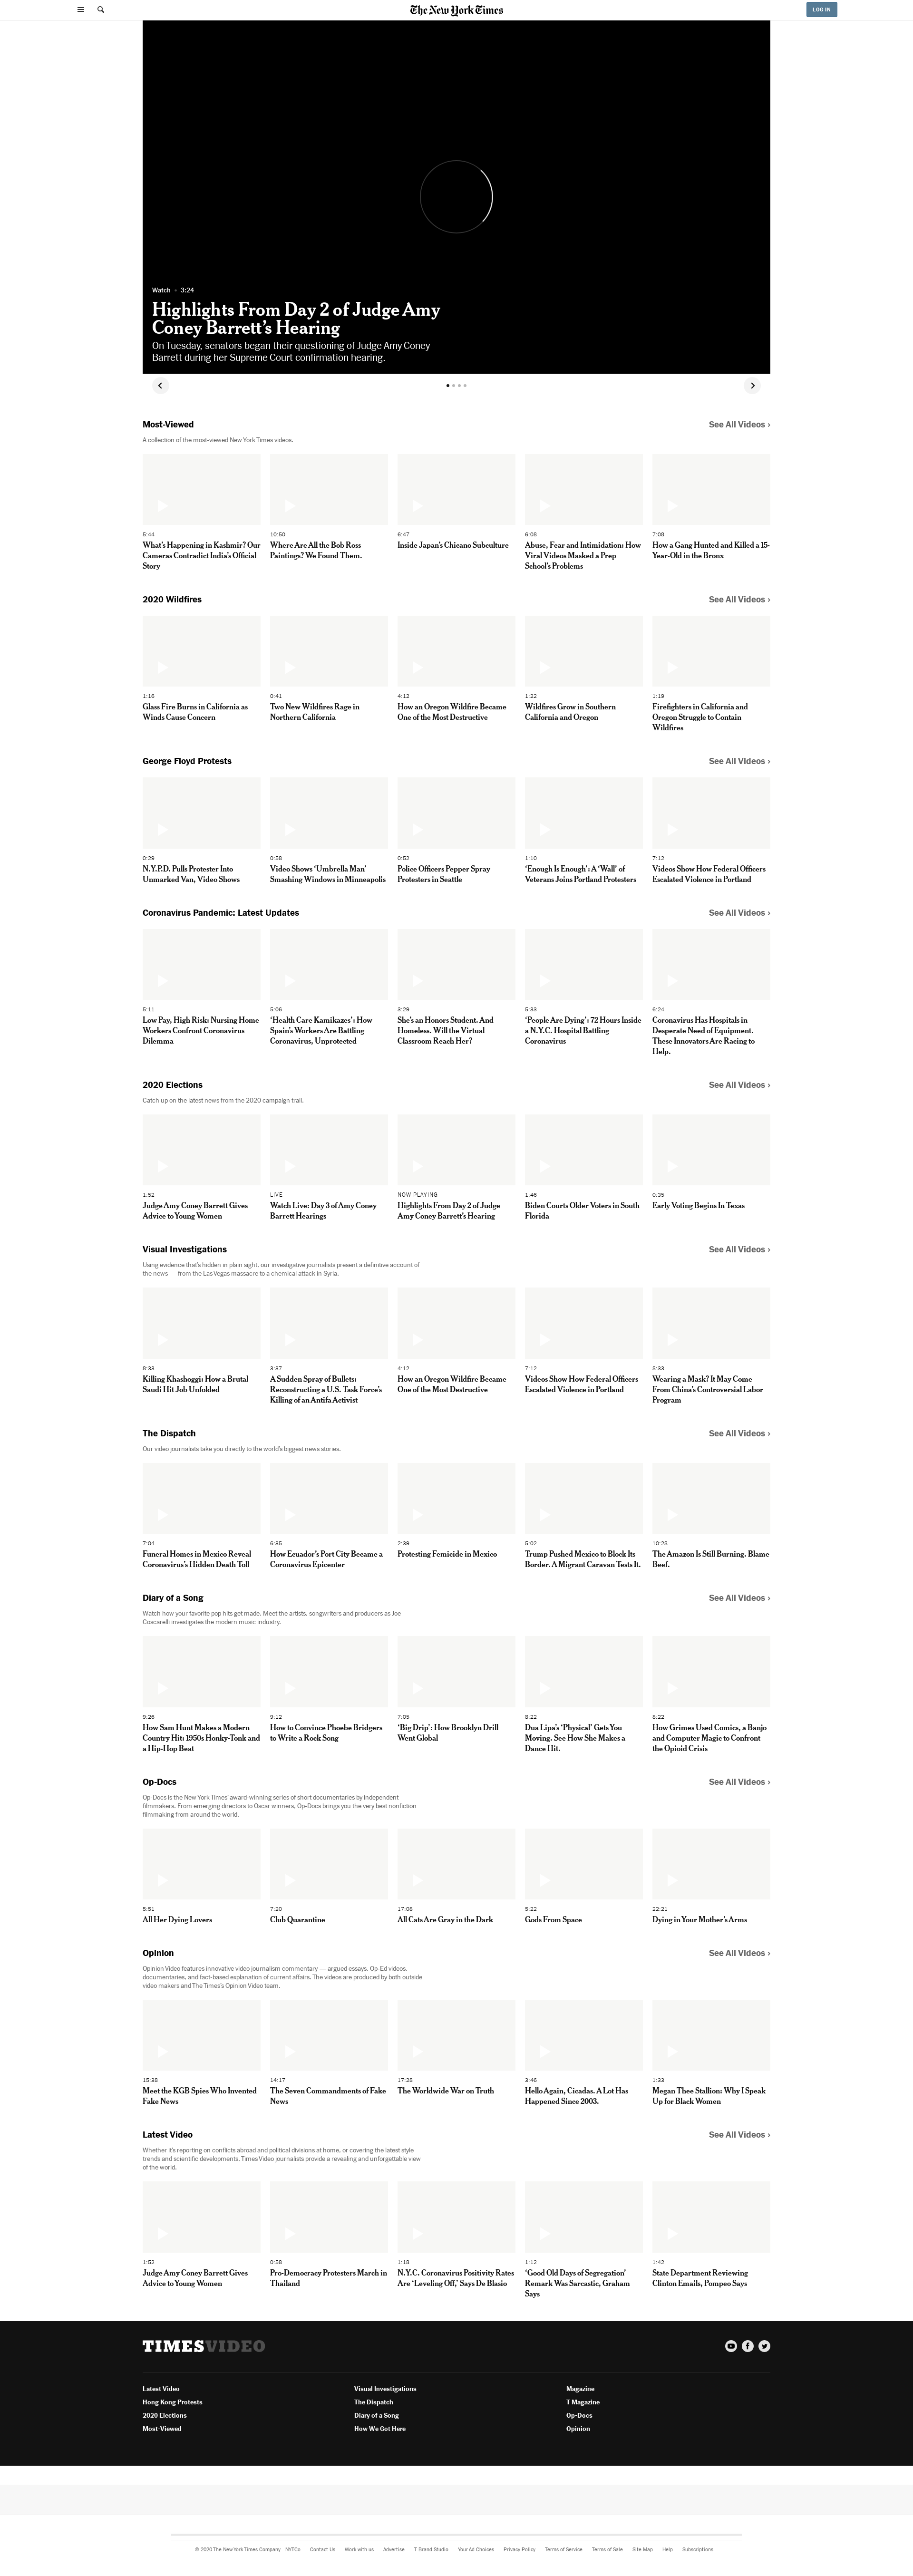 The New York Times
LOG IN
Watch • 3:24
Highlights From Day 2 of Judge Amy
Coney Barrett’s Hearing
On Tuesday, senators began their questioning of Judge Amy Coney
Barrett during her Supreme Court confirmation hearing.
Most-Viewed
See All Videos ›
A collection of the most-viewed New York Times videos.
5:44
What’s Happening in Kashmir? Our
Cameras Contradict India’s Official
Story
10:50
Where Are All the Bob Ross
Paintings? We Found Them.
6:47
Inside Japan’s Chicano Subculture
6:08
Abuse, Fear and Intimidation: How
Viral Videos Masked a Prep
School’s Problems
7:08
How a Gang Hunted and Killed a 15-
Year-Old in the Bronx
2020 Wildfires
See All Videos ›
1:16
Glass Fire Burns in California as
Winds Cause Concern
0:41
Two New Wildfires Rage in
Northern California
4:12
How an Oregon Wildfire Became
One of the Most Destructive
1:22
Wildfires Grow in Southern
California and Oregon
1:19
Firefighters in California and
Oregon Struggle to Contain
Wildfires
George Floyd Protests
See All Videos ›
0:29
N.Y.P.D. Pulls Protester Into
Unmarked Van, Video Shows
0:58
Video Shows ‘Umbrella Man’
Smashing Windows in Minneapolis
0:52
Police Officers Pepper Spray
Protesters in Seattle
1:10
‘Enough Is Enough’: A ‘Wall’ of
Veterans Joins Portland Protesters
7:12
Videos Show How Federal Officers
Escalated Violence in Portland
Coronavirus Pandemic: Latest Updates
See All Videos ›
5:11
Low Pay, High Risk: Nursing Home
Workers Confront Coronavirus
Dilemma
5:06
‘Health Care Kamikazes’: How
Spain’s Workers Are Battling
Coronavirus, Unprotected
3:29
She’s an Honors Student. And
Homeless. Will the Virtual
Classroom Reach Her?
5:33
‘People Are Dying’: 72 Hours Inside
a N.Y.C. Hospital Battling
Coronavirus
6:24
Coronavirus Has Hospitals in
Desperate Need of Equipment.
These Innovators Are Racing to
Help.
2020 Elections
See All Videos ›
Catch up on the latest news from the 2020 campaign trail.
1:52
Judge Amy Coney Barrett Gives
Advice to Young Women
LIVE
Watch Live: Day 3 of Amy Coney
Barrett Hearings
NOW PLAYING
Highlights From Day 2 of Judge
Amy Coney Barrett’s Hearing
1:46
Biden Courts Older Voters in South
Florida
0:35
Early Voting Begins In Texas
Visual Investigations
See All Videos ›
Using evidence that’s hidden in plain sight, our investigative journalists present a definitive account of
the news — from the Las Vegas massacre to a chemical attack in Syria.
8:33
Killing Khashoggi: How a Brutal
Saudi Hit Job Unfolded
3:37
A Sudden Spray of Bullets:
Reconstructing a U.S. Task Force’s
Killing of an Antifa Activist
4:12
How an Oregon Wildfire Became
One of the Most Destructive
7:12
Videos Show How Federal Officers
Escalated Violence in Portland
8:33
Wearing a Mask? It May Come
From China’s Controversial Labor
Program
The Dispatch
See All Videos ›
Our video journalists take you directly to the world’s biggest news stories.
7:04
Funeral Homes in Mexico Reveal
Coronavirus’s Hidden Death Toll
6:35
How Ecuador’s Port City Became a
Coronavirus Epicenter
2:39
Protesting Femicide in Mexico
5:02
Trump Pushed Mexico to Block Its
Border. A Migrant Caravan Tests It.
10:28
The Amazon Is Still Burning. Blame
Beef.
Diary of a Song
See All Videos ›
Watch how your favorite pop hits get made. Meet the artists, songwriters and producers as Joe
Coscarelli investigates the modern music industry.
9:26
How Sam Hunt Makes a Modern
Country Hit: 1950s Honky-Tonk and
a Hip-Hop Beat
9:12
How to Convince Phoebe Bridgers
to Write a Rock Song
7:05
‘Big Drip’: How Brooklyn Drill
Went Global
8:22
Dua Lipa’s ‘Physical’ Gets You
Moving. See How She Makes a
Dance Hit.
8:22
How Grimes Used Comics, a Banjo
and Computer Magic to Confront
the Opioid Crisis
Op-Docs
See All Videos ›
Op-Docs is the New York Times’ award-winning series of short documentaries by independent
filmmakers. From emerging directors to Oscar winners, Op-Docs brings you the very best nonfiction
filmmaking from around the world.
5:51
All Her Dying Lovers
7:20
Club Quarantine
17:08
All Cats Are Gray in the Dark
5:22
Gods From Space
22:21
Dying in Your Mother’s Arms
Opinion
See All Videos ›
Opinion Video features innovative video journalism commentary — argued essays, Op-Ed videos,
documentaries, and fact-based explanation of current affairs. The videos are produced by both outside
video makers and The Times’s Opinion Video team.
15:38
Meet the KGB Spies Who Invented
Fake News
14:17
The Seven Commandments of Fake
News
17:28
The Worldwide War on Truth
3:46
Hello Again, Cicadas. A Lot Has
Happened Since 2003.
1:33
Megan Thee Stallion: Why I Speak
Up for Black Women
Latest Video
See All Videos ›
Whether it’s reporting on conflicts abroad and political divisions at home, or covering the latest style
trends and scientific developments, Times Video journalists provide a revealing and unforgettable view
of the world.
1:52
Judge Amy Coney Barrett Gives
Advice to Young Women
0:58
Pro-Democracy Protesters March in
Thailand
1:18
N.Y.C. Coronavirus Positivity Rates
Are ‘Leveling Off,’ Says De Blasio
1:12
‘Good Old Days of Segregation’
Remark Was Sarcastic, Graham
Says
1:42
State Department Reviewing
Clinton Emails, Pompeo Says
TIMESVIDEO
Latest Video
Hong Kong Protests
2020 Elections
Most-Viewed
Visual Investigations
The Dispatch
Diary of a Song
How We Got Here
Magazine
T Magazine
Op-Docs
Opinion
© 2020 The New York Times Company NYTCo Contact Us Work with us Advertise T Brand Studio Your Ad Choices Privacy Policy Terms of Service Terms of Sale Site Map Help Subscriptions